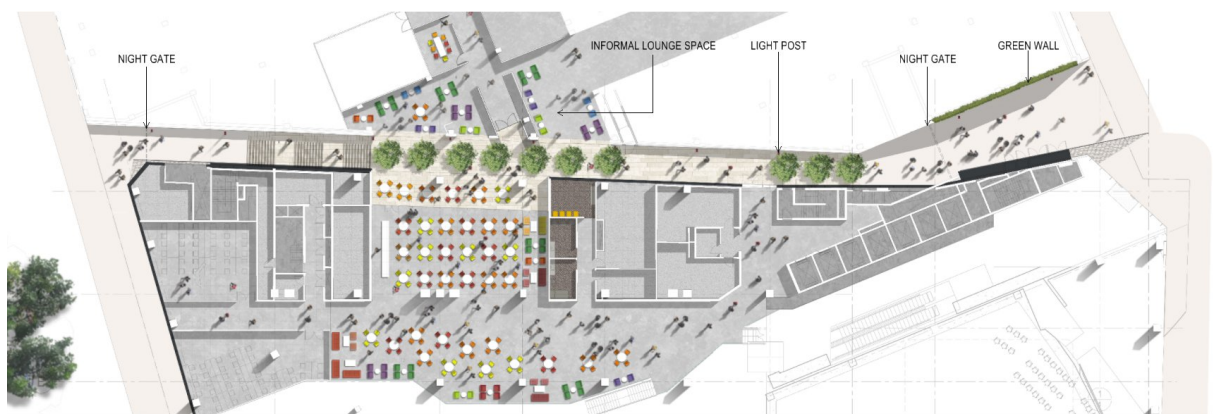 NIGHT GATE
INFORMAL LOUNGE SPACE
LIGHT POST
NIGHT GATE
GREEN WALL